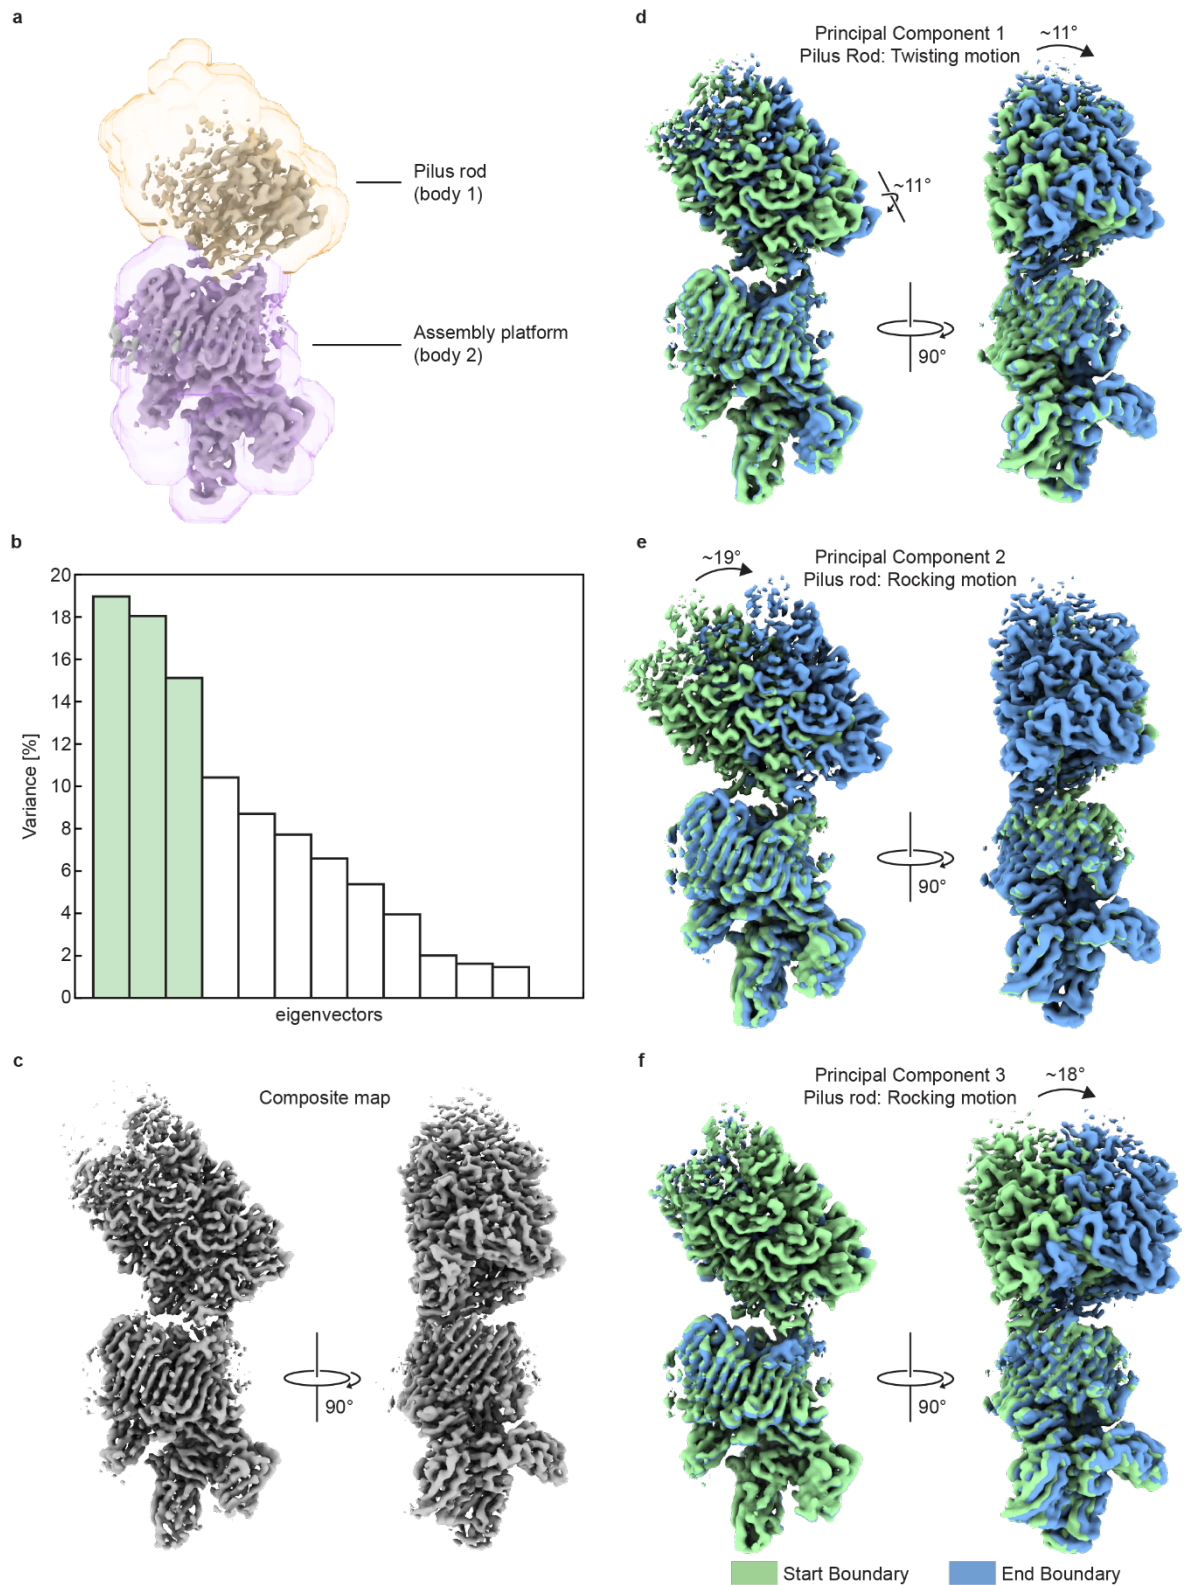 a
Pilus rod
(body 1)
Assembly platform
(body 2)
b
20
18
16
14
12
10
8
6
4
2
0
Variance [%]
eigenvectors
c
Composite map
90°
d
Principal Component 1
Pilus Rod: Twisting motion
~11°
~11°
90°
e
~19°
Principal Component 2
Pilus rod: Rocking motion
90°
f
Principal Component 3
Pilus rod: Rocking motion
~18°
90°
Start Boundary
End Boundary